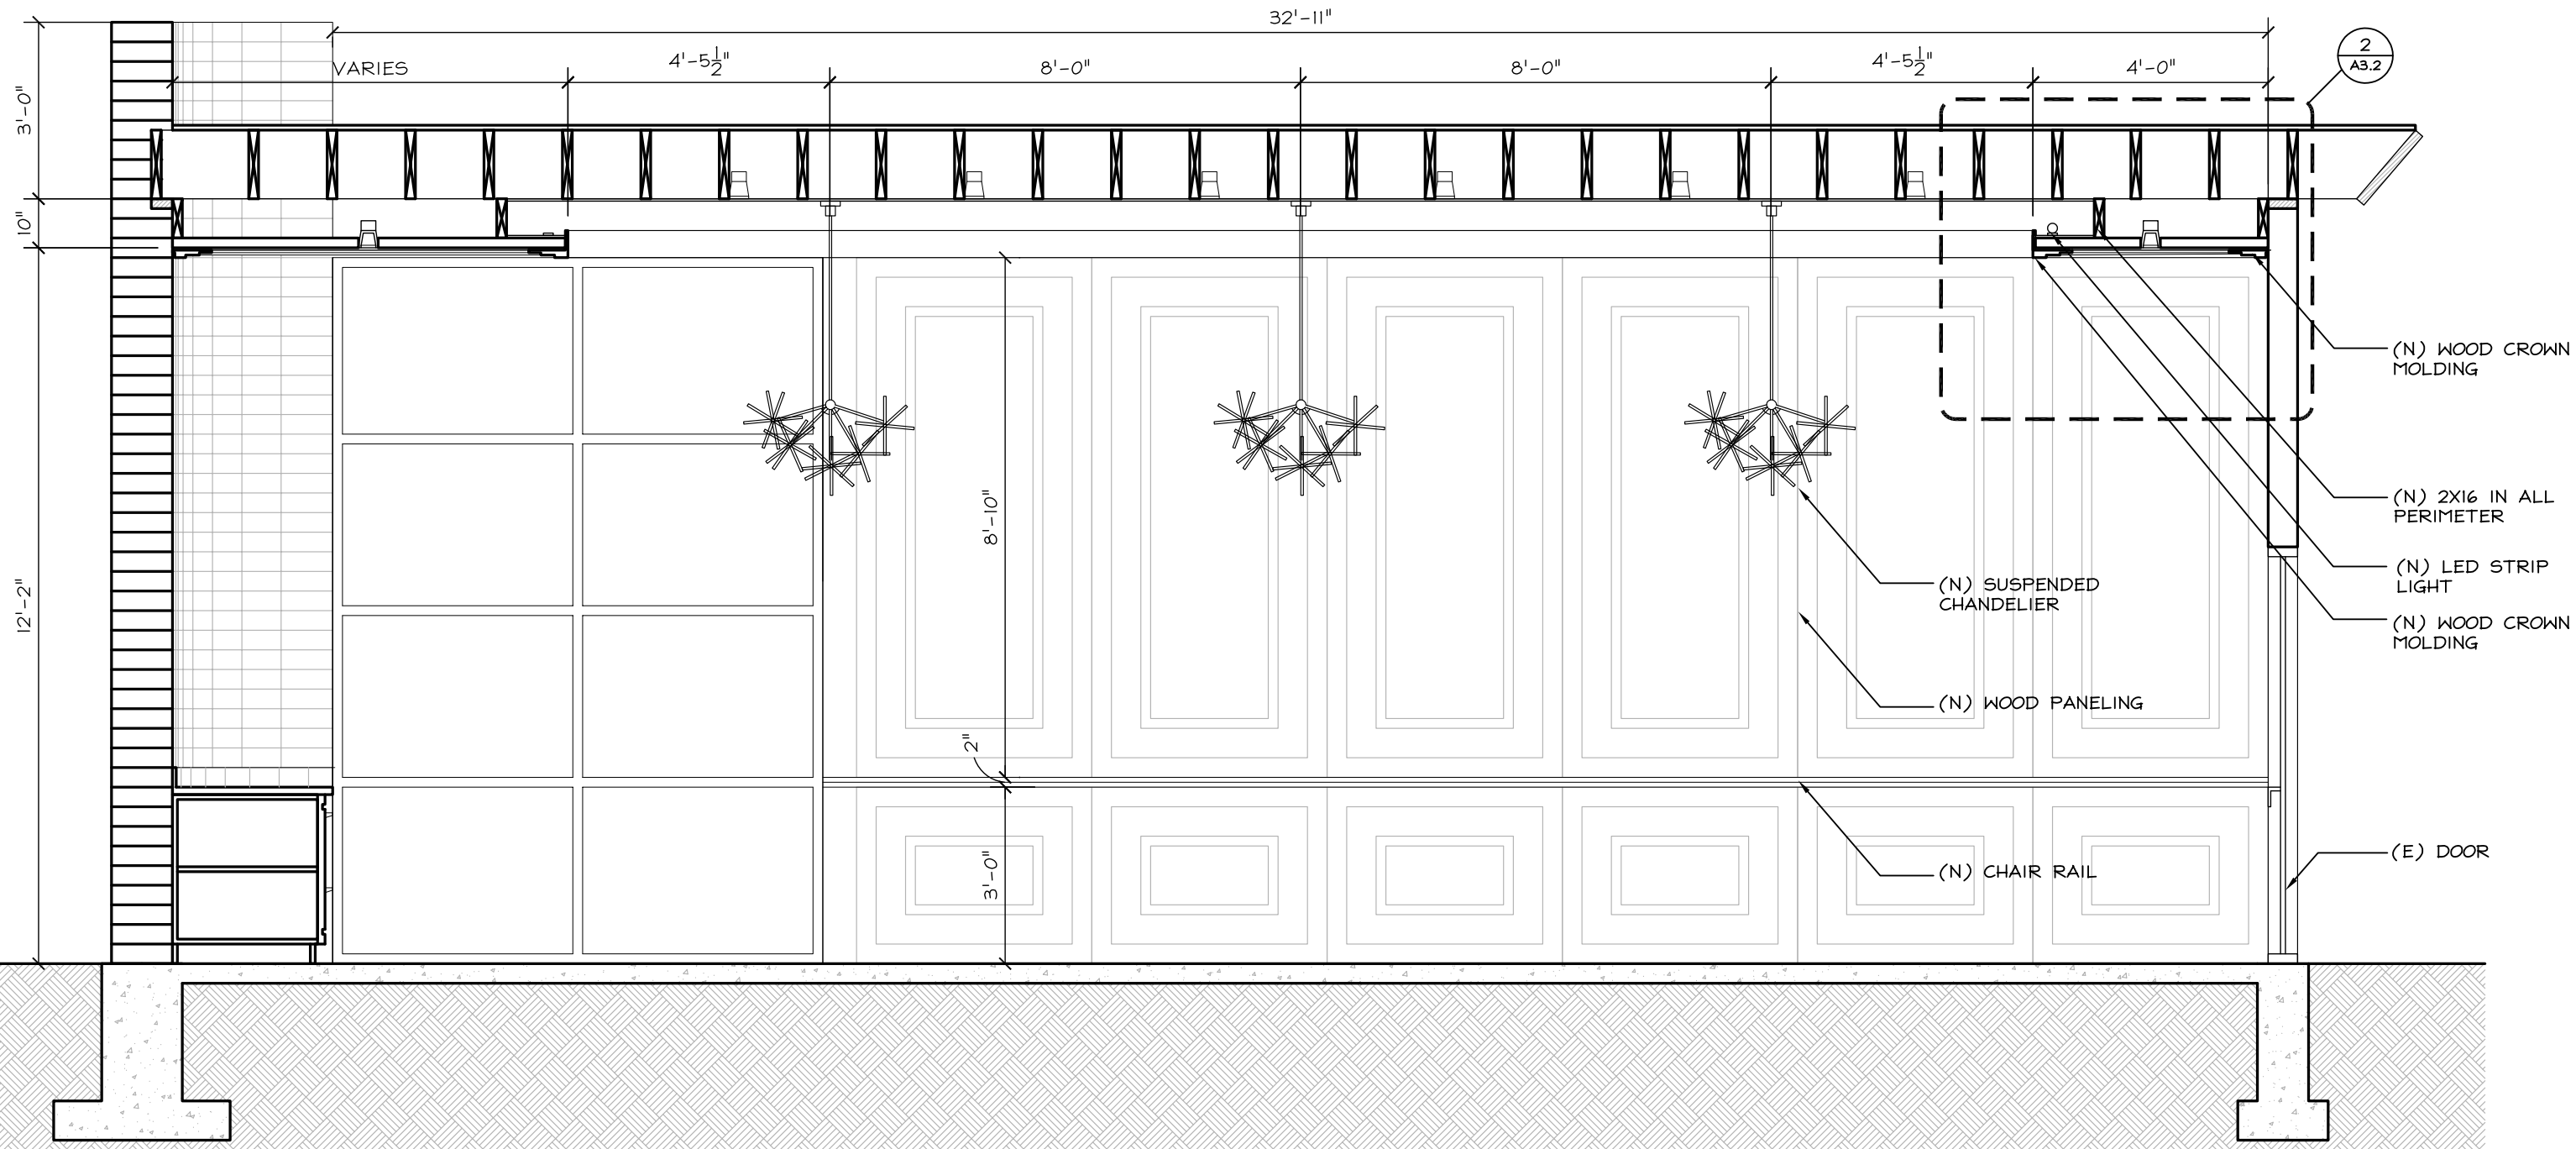 32'-11"
VARIES
4'-5 1/2"
8'-0"
8'-0"
4'-5 1/2"
4'-0"
2
A3.2
3'-0"
10"
12'-2"
8'-10"
2"
3'-0"
(N) WOOD CROWN
MOLDING
(N) 2X16 IN ALL
PERIMETER
(N) LED STRIP
LIGHT
(N) WOOD CROWN
MOLDING
(N) SUSPENDED
CHANDELIER
(N) WOOD PANELING
(N) CHAIR RAIL
(E) DOOR